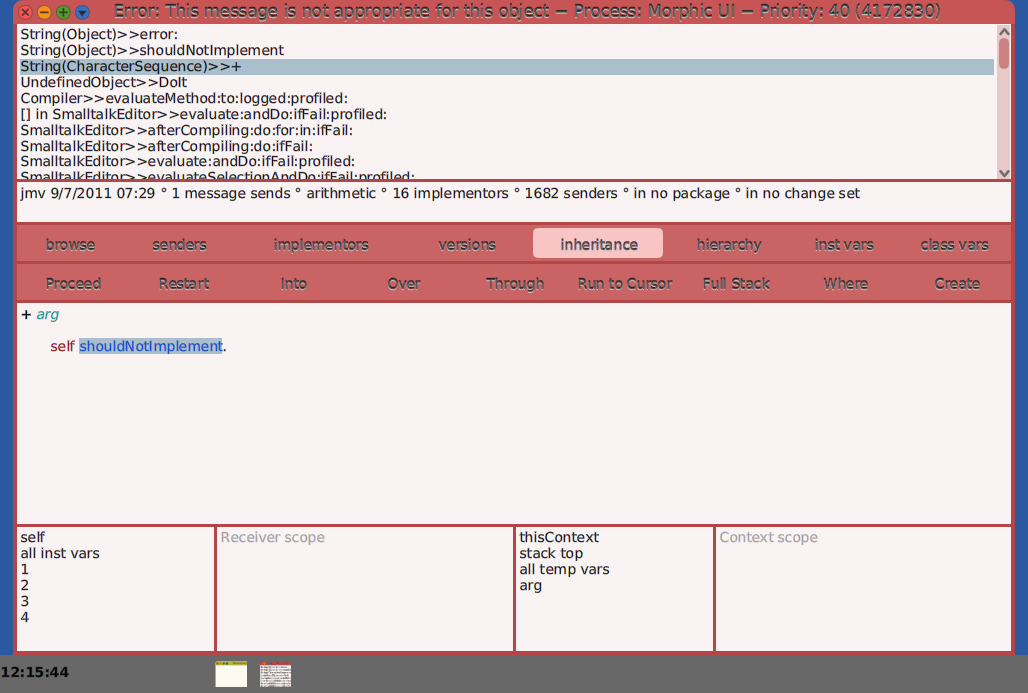 Error: This message is not appropriate for this object — Process: Morphic UI — Priority: 40 (4172830)
String(Object)>>error:
String(Object)>>shouldNotImplement
String(CharacterSequence)>>+
UndefinedObject>>DoIt
Compiler>>evaluateMethod:to:logged:profiled:
[] in SmalltalkEditor>>evaluate:andDo:ifFail:profiled:
SmalltalkEditor>>afterCompiling:do:for:in:ifFail:
SmalltalkEditor>>afterCompiling:do:ifFail:
SmalltalkEditor>>evaluate:andDo:ifFail:profiled:
SmalltalkEditor>>evaluateSelectionAndDo:ifFail:profiled:
jmv 9/7/2011 07:29 ° 1 message sends ° arithmetic ° 16 implementors ° 1682 senders ° in no package ° in no change set
browse senders implementors versions inheritance hierarchy inst vars class vars
Proceed Restart Into Over Through Run to Cursor Full Stack Where Create
+ arg
self shouldNotImplement.
self
all inst vars
1
2
3
4
Receiver scope
thisContext
stack top
all temp vars
arg
Context scope
12:15:44